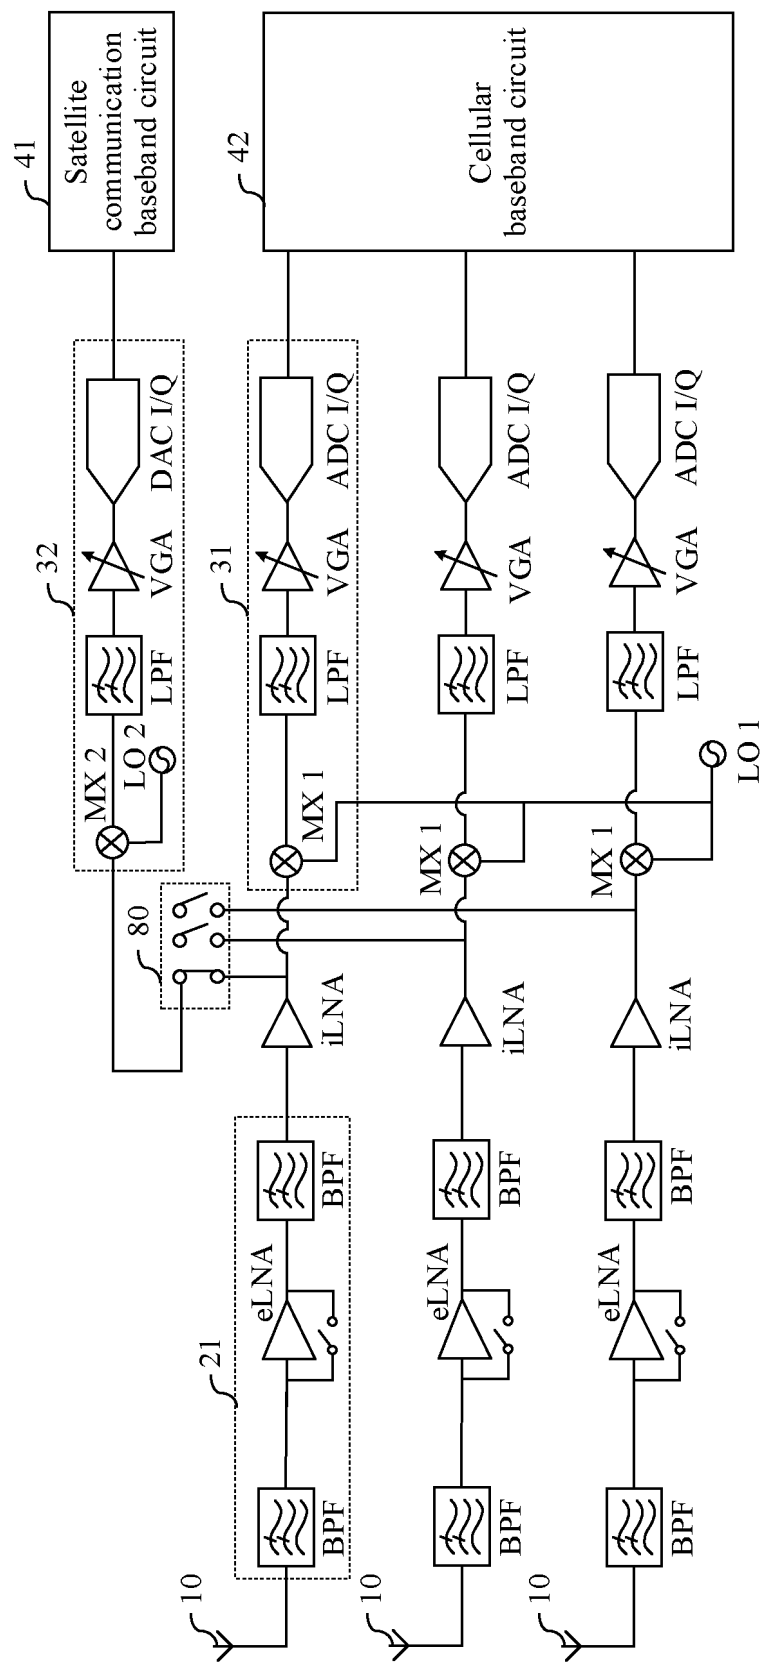 41
Satellite
communication
baseband circuit
42
Cellular
baseband circuit
32
MX 2
LO 2
LPF
VGA
DAC I/Q
80
31
10
21
BPF
eLNA
BPF
iLNA
MX 1
LPF
VGA
ADC I/Q
10
BPF
eLNA
BPF
iLNA
MX 1
LPF
VGA
ADC I/Q
10
BPF
eLNA
BPF
iLNA
MX 1
LPF
VGA
ADC I/Q
LO 1